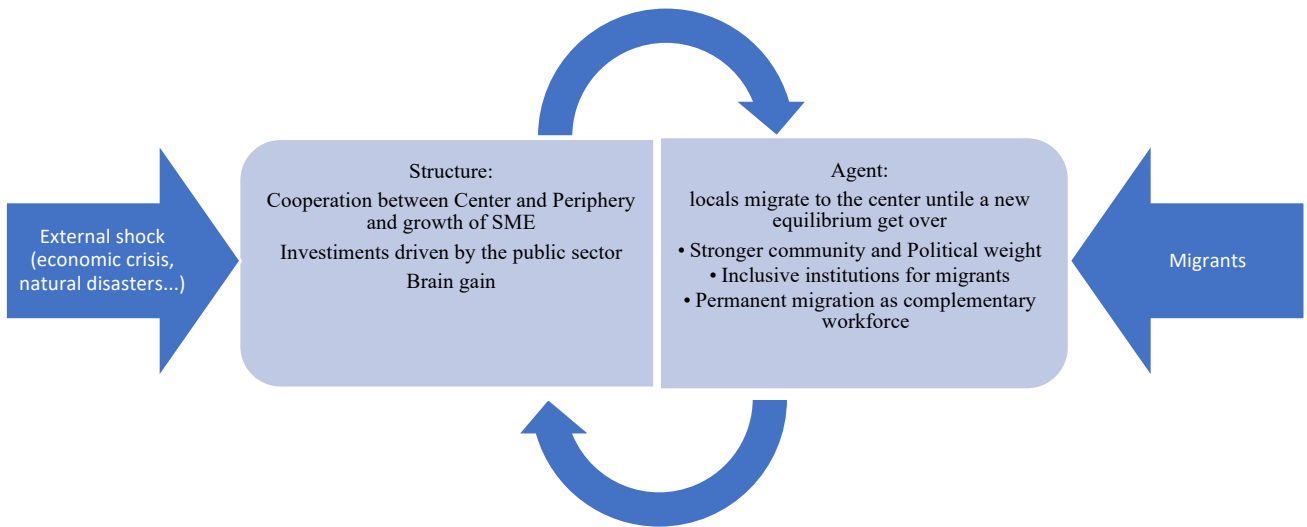 External shock
(economic crisis,
natural disasters...)
Structure:
Cooperation between Center and Periphery
and growth of SME
Investiments driven by the public sector
Brain gain
Agent:
locals migrate to the center untile a new
equilibrium get over
• Stronger community and Political weight
• Inclusive institutions for migrants
• Permanent migration as complementary
workforce
Migrants